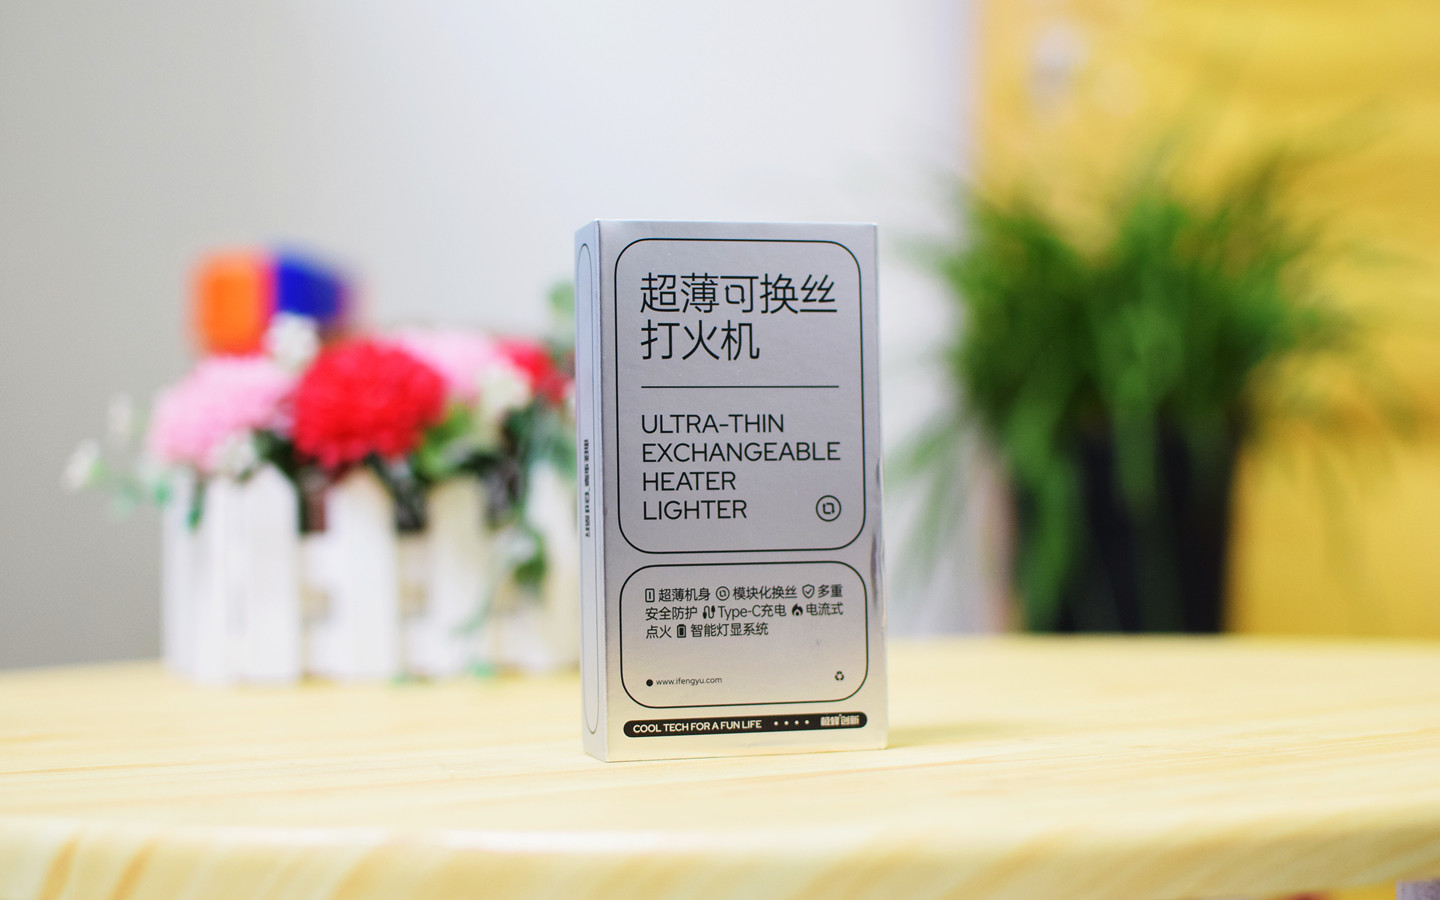 超薄可换丝
打火机
ULTRA-THIN
EXCHANGEABLE
HEATER
LIGHTER
超薄机身 模块化换丝 多重
安全防护 Type-C充电 电流式
点火 智能灯显系统
www.ifengyu.com
COOL TECH FOR A FUN LIFE